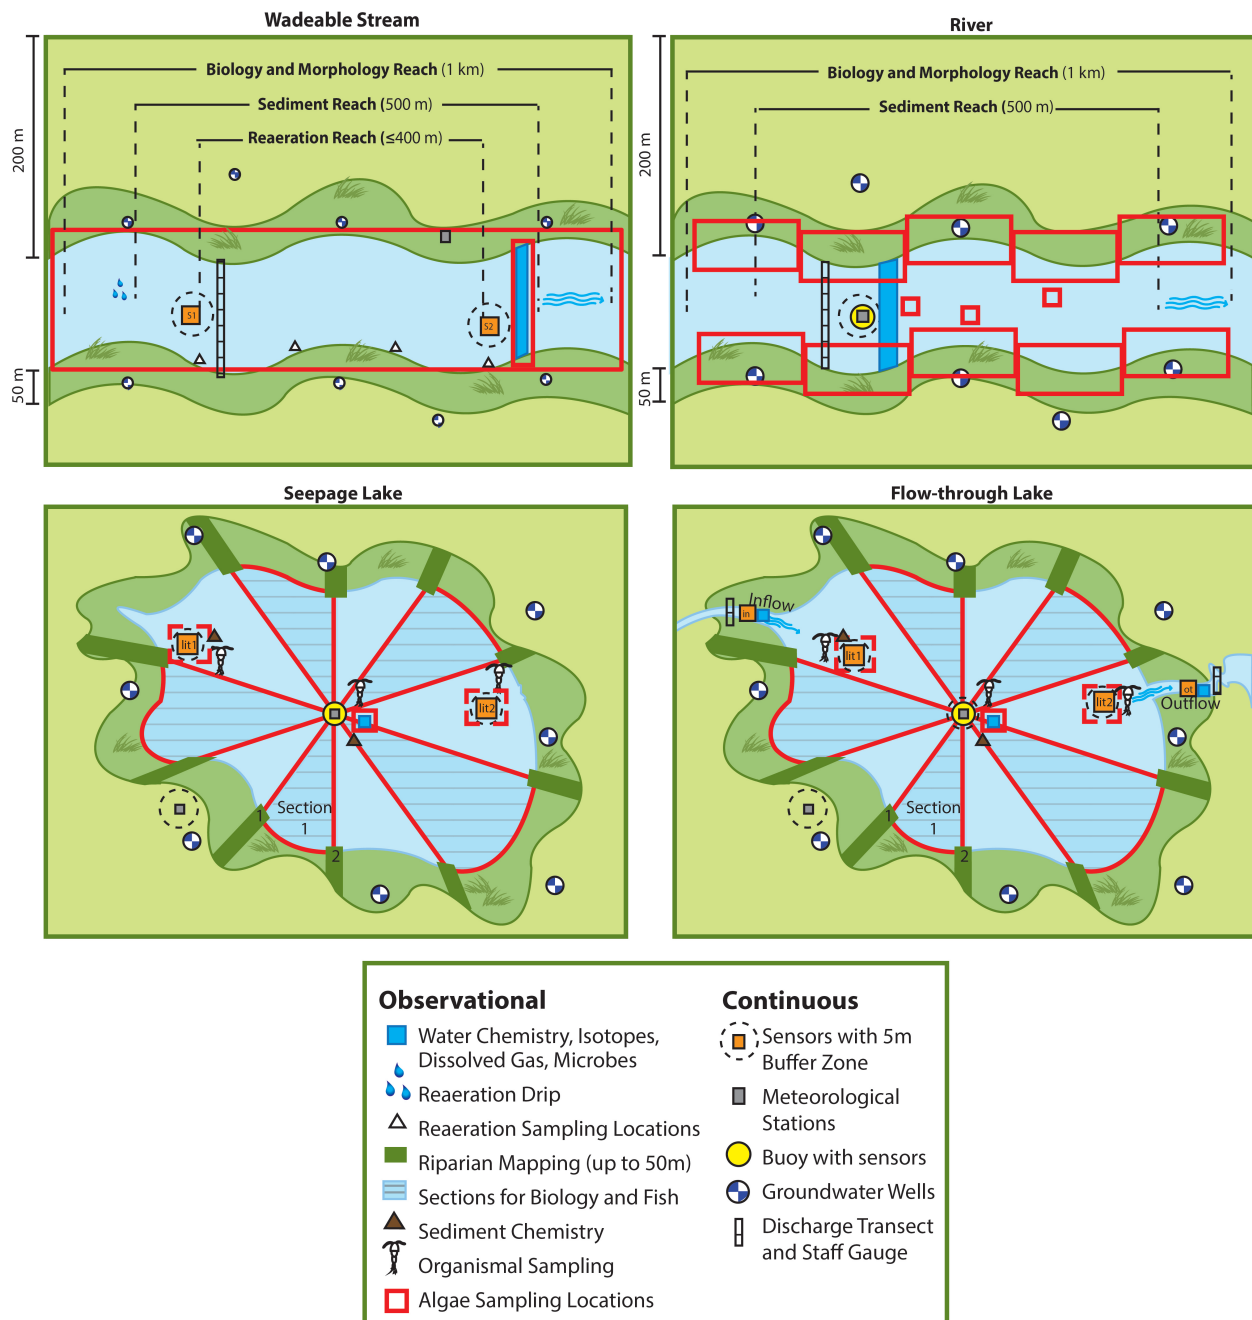 Wadeable Stream
Biology and Morphology Reach (1 km)
Sediment Reach (500 m)
Reaeration Reach (≤400 m)
200 m
50 m
S1
S2
River
Biology and Morphology Reach (1 km)
Sediment Reach (500 m)
200 m
50 m
Seepage Lake
lit1
lit2
Section
1
1
2
Flow-through Lake
Inflow
in
lit1
lit2
ot
Outflow
Section
1
1
2
Observational
Water Chemistry, Isotopes,
Dissolved Gas, Microbes
Reaeration Drip
Reaeration Sampling Locations
Riparian Mapping (up to 50m)
Sections for Biology and Fish
Sediment Chemistry
Organismal Sampling
Algae Sampling Locations
Continuous
Sensors with 5m
Buffer Zone
Meteorological
Stations
Buoy with sensors
Groundwater Wells
Discharge Transect
and Staff Gauge